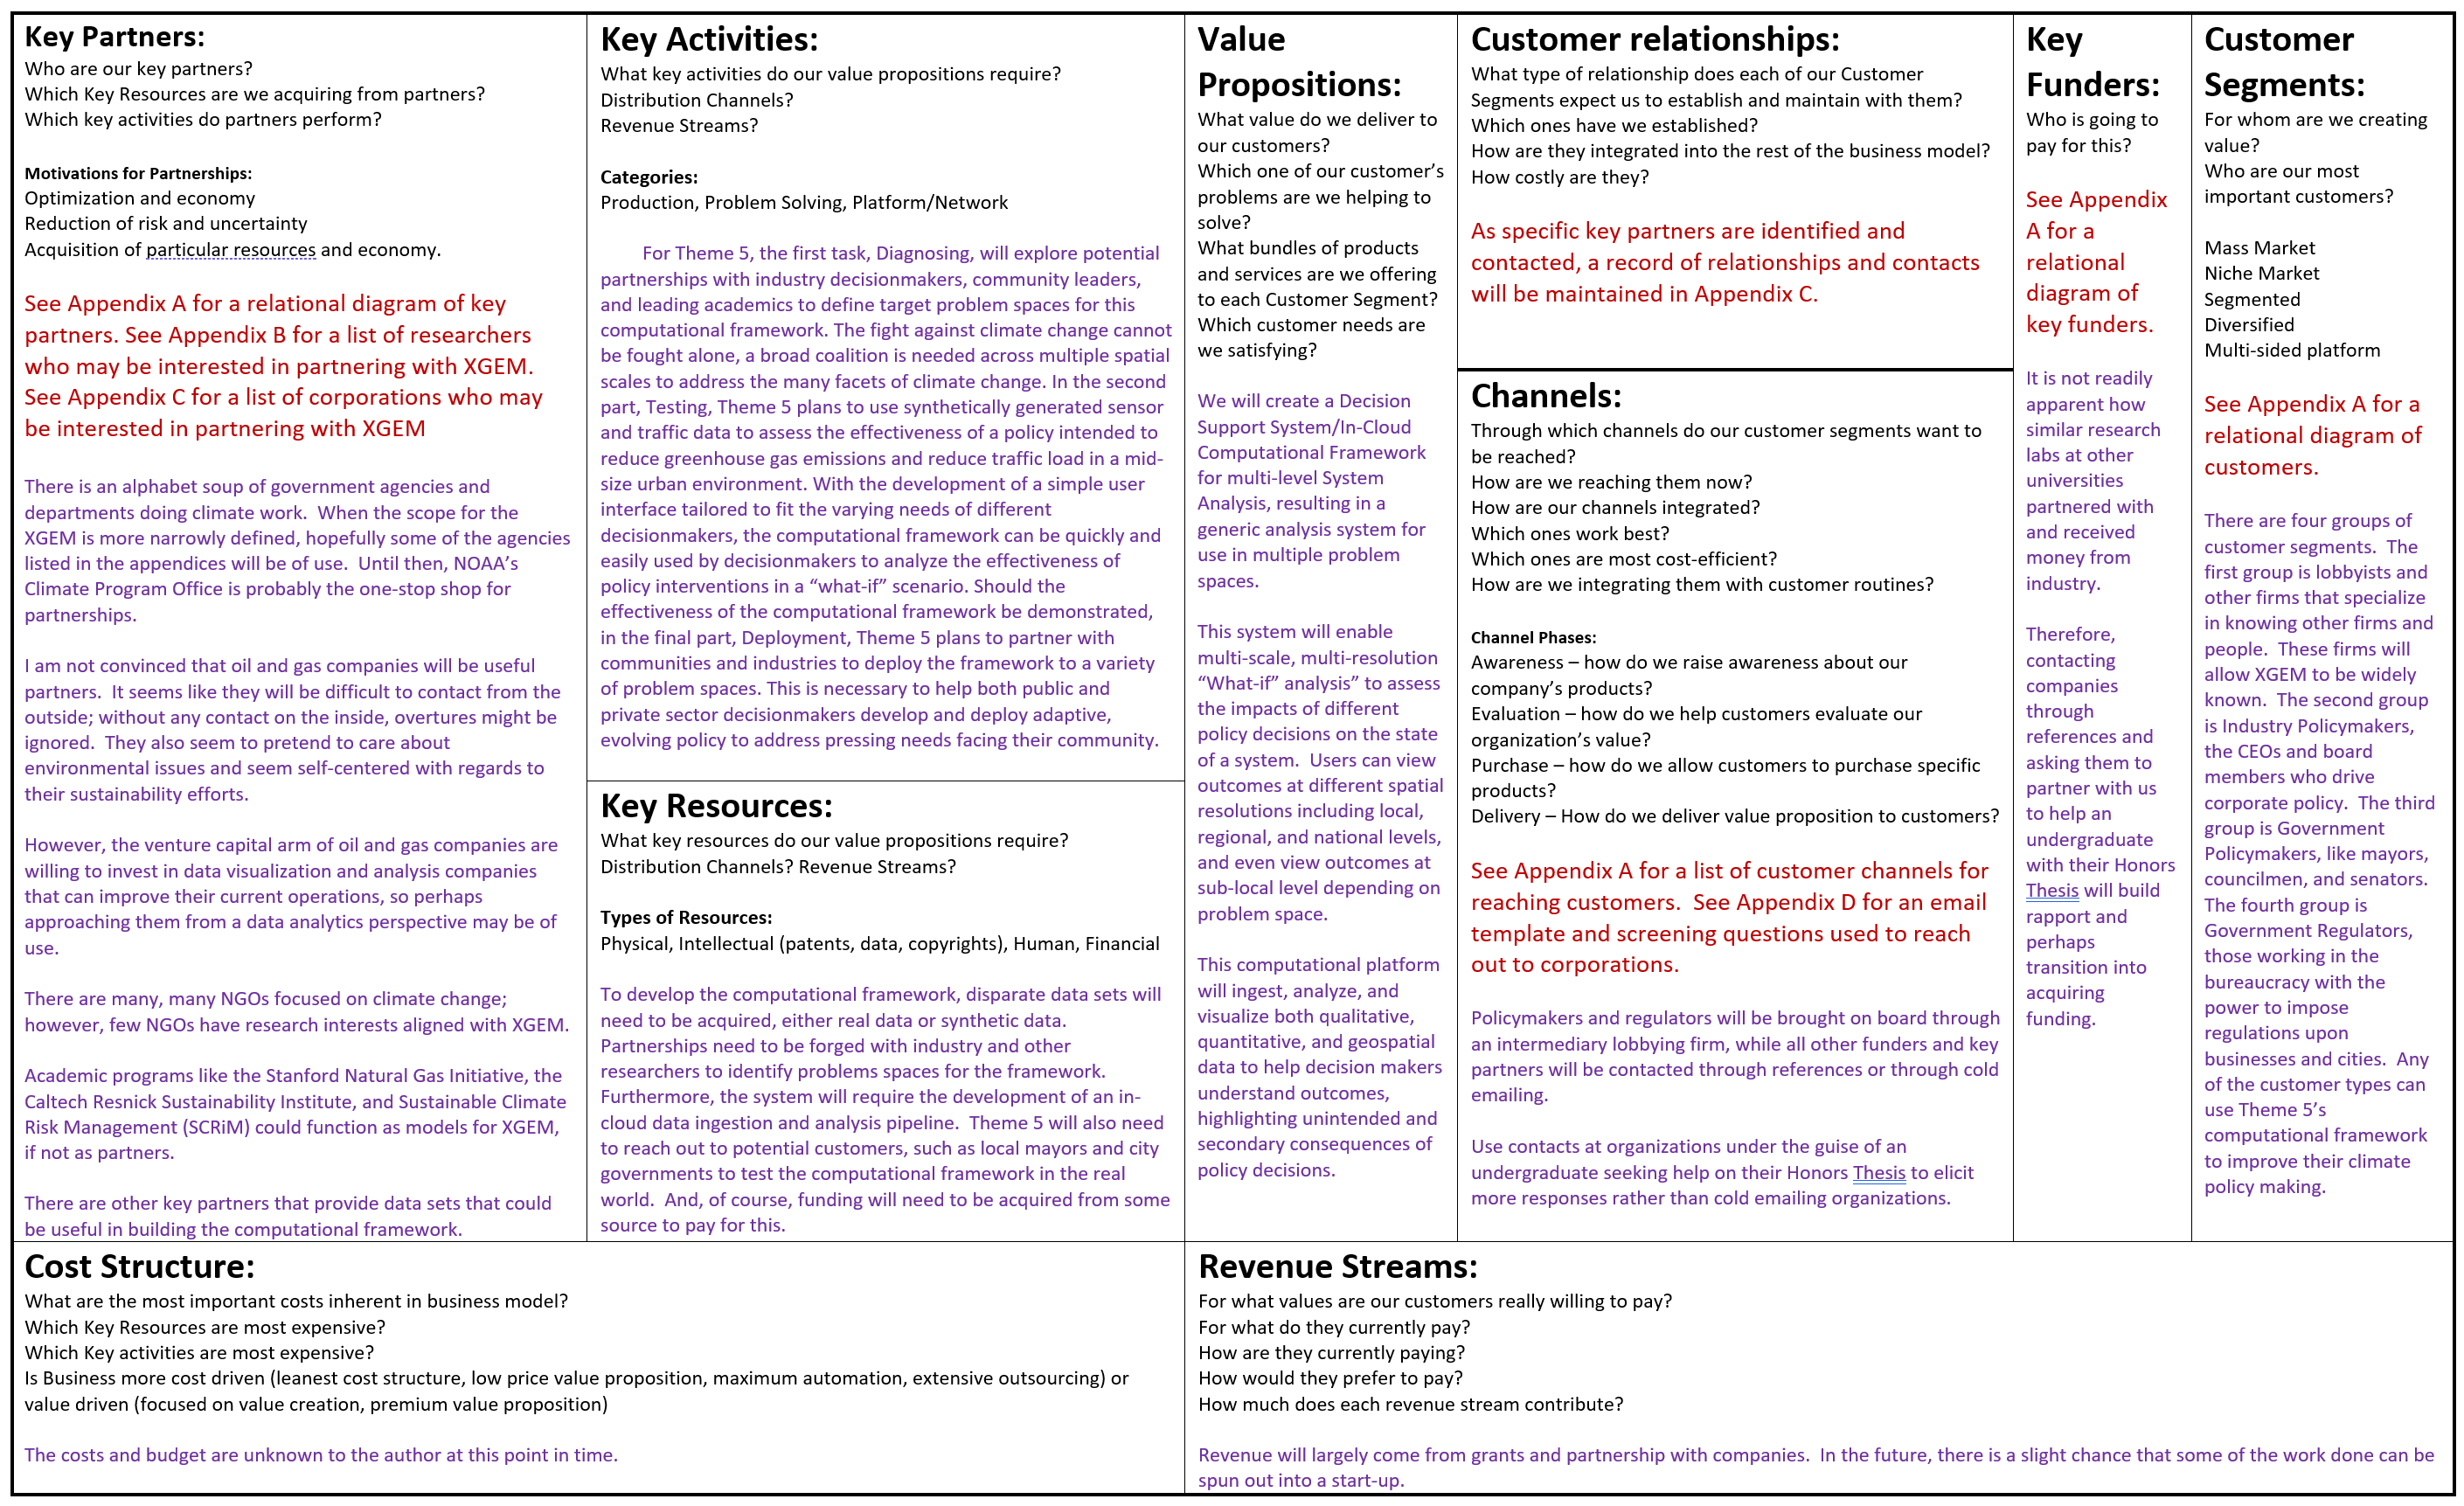 Key Partners:
Who are our key partners?
Which Key Resources are we acquiring from partners?
Which key activities do partners perform?
Motivations for Partnerships:
Optimization and economy
Reduction of risk and uncertainty
Acquisition of particular resources and economy.
See Appendix A for a relational diagram of key
partners. See Appendix B for a list of researchers
who may be interested in partnering with XGEM.
See Appendix C for a list of corporations who may
be interested in partnering with XGEM
There is an alphabet soup of government agencies and
departments doing climate work.  When the scope for the
XGEM is more narrowly defined, hopefully some of the agencies
listed in the appendices will be of use.  Until then, NOAA's
Climate Program Office is probably the one-stop shop for
partnerships.
I am not convinced that oil and gas companies will be useful
partners.  It seems like they will be difficult to contact from the
outside; without any contact on the inside, overtures might be
ignored.  They also seem to pretend to care about
environmental issues and seem self-centered with regards to
their sustainability efforts.
However, the venture capital arm of oil and gas companies are
willing to invest in data visualization and analysis companies
that can improve their current operations, so perhaps
approaching them from a data analytics perspective may be of
use.
There are many, many NGOs focused on climate change;
however, few NGOs have research interests aligned with XGEM.
Academic programs like the Stanford Natural Gas Initiative, the
Caltech Resnick Sustainability Institute, and Sustainable Climate
Risk Management (SCRiM) could function as models for XGEM,
if not as partners.
There are other key partners that provide data sets that could
be useful in building the computational framework.
Key Activities:
What key activities do our value propositions require?
Distribution Channels?
Revenue Streams?
Categories:
Production, Problem Solving, Platform/Network
For Theme 5, the first task, Diagnosing, will explore potential
partnerships with industry decisionmakers, community leaders,
and leading academics to define target problem spaces for this
computational framework. The fight against climate change cannot
be fought alone, a broad coalition is needed across multiple spatial
scales to address the many facets of climate change. In the second
part, Testing, Theme 5 plans to use synthetically generated sensor
and traffic data to assess the effectiveness of a policy intended to
reduce greenhouse gas emissions and reduce traffic load in a mid-
size urban environment. With the development of a simple user
interface tailored to fit the varying needs of different
decisionmakers, the computational framework can be quickly and
easily used by decisionmakers to analyze the effectiveness of
policy interventions in a “what-if” scenario. Should the
effectiveness of the computational framework be demonstrated,
in the final part, Deployment, Theme 5 plans to partner with
communities and industries to deploy the framework to a variety
of problem spaces. This is necessary to help both public and
private sector decisionmakers develop and deploy adaptive,
evolving policy to address pressing needs facing their community.
Key Resources:
What key resources do our value propositions require?
Distribution Channels? Revenue Streams?
Types of Resources:
Physical, Intellectual (patents, data, copyrights), Human, Financial
To develop the computational framework, disparate data sets will
need to be acquired, either real data or synthetic data.
Partnerships need to be forged with industry and other
researchers to identify problems spaces for the framework.
Furthermore, the system will require the development of an in-
cloud data ingestion and analysis pipeline.  Theme 5 will also need
to reach out to potential customers, such as local mayors and city
governments to test the computational framework in the real
world.  And, of course, funding will need to be acquired from some
source to pay for this.
Value
Propositions:
What value do we deliver to
our customers?
Which one of our customer's
problems are we helping to
solve?
What bundles of products
and services are we offering
to each Customer Segment?
Which customer needs are
we satisfying?
We will create a Decision
Support System/In-Cloud
Computational Framework
for multi-level System
Analysis, resulting in a
generic analysis system for
use in multiple problem
spaces.
This system will enable
multi-scale, multi-resolution
“What-if” analysis” to assess
the impacts of different
policy decisions on the state
of a system.  Users can view
outcomes at different spatial
resolutions including local,
regional, and national levels,
and even view outcomes at
sub-local level depending on
problem space.
This computational platform
will ingest, analyze, and
visualize both qualitative,
quantitative, and geospatial
data to help decision makers
understand outcomes,
highlighting unintended and
secondary consequences of
policy decisions.
Customer relationships:
What type of relationship does each of our Customer
Segments expect us to establish and maintain with them?
Which ones have we established?
How are they integrated into the rest of the business model?
How costly are they?
As specific key partners are identified and
contacted, a record of relationships and contacts
will be maintained in Appendix C.
Channels:
Through which channels do our customer segments want to
be reached?
How are we reaching them now?
How are our channels integrated?
Which ones work best?
Which ones are most cost-efficient?
How are we integrating them with customer routines?
Channel Phases:
Awareness – how do we raise awareness about our
company's products?
Evaluation – how do we help customers evaluate our
organization's value?
Purchase – how do we allow customers to purchase specific
products?
Delivery – How do we deliver value proposition to customers?
See Appendix A for a list of customer channels for
reaching customers.  See Appendix D for an email
template and screening questions used to reach
out to corporations.
Policymakers and regulators will be brought on board through
an intermediary lobbying firm, while all other funders and key
partners will be contacted through references or through cold
emailing.
Use contacts at organizations under the guise of an
undergraduate seeking help on their Honors Thesis to elicit
more responses rather than cold emailing organizations.
Key
Funders:
Who is going to
pay for this?
See Appendix
A for a
relational
diagram of
key funders.
It is not readily
apparent how
similar research
labs at other
universities
partnered with
and received
money from
industry.
Therefore,
contacting
companies
through
references and
asking them to
partner with us
to help an
undergraduate
with their Honors
Thesis will build
rapport and
perhaps
transition into
acquiring
funding.
Customer
Segments:
For whom are we creating
value?
Who are our most
important customers?
Mass Market
Niche Market
Segmented
Diversified
Multi-sided platform
See Appendix A for a
relational diagram of
customers.
There are four groups of
customer segments.  The
first group is lobbyists and
other firms that specialize
in knowing other firms and
people.  These firms will
allow XGEM to be widely
known.  The second group
is Industry Policymakers,
the CEOs and board
members who drive
corporate policy.  The third
group is Government
Policymakers, like mayors,
councilmen, and senators.
The fourth group is
Government Regulators,
those working in the
bureaucracy with the
power to impose
regulations upon
businesses and cities.  Any
of the customer types can
use Theme 5's
computational framework
to improve their climate
policy making.
Cost Structure:
What are the most important costs inherent in business model?
Which Key Resources are most expensive?
Which Key activities are most expensive?
Is Business more cost driven (leanest cost structure, low price value proposition, maximum automation, extensive outsourcing) or
value driven (focused on value creation, premium value proposition)
The costs and budget are unknown to the author at this point in time.
Revenue Streams:
For what values are our customers really willing to pay?
For what do they currently pay?
How are they currently paying?
How would they prefer to pay?
How much does each revenue stream contribute?
Revenue will largely come from grants and partnership with companies.  In the future, there is a slight chance that some of the work done can be
spun out into a start-up.